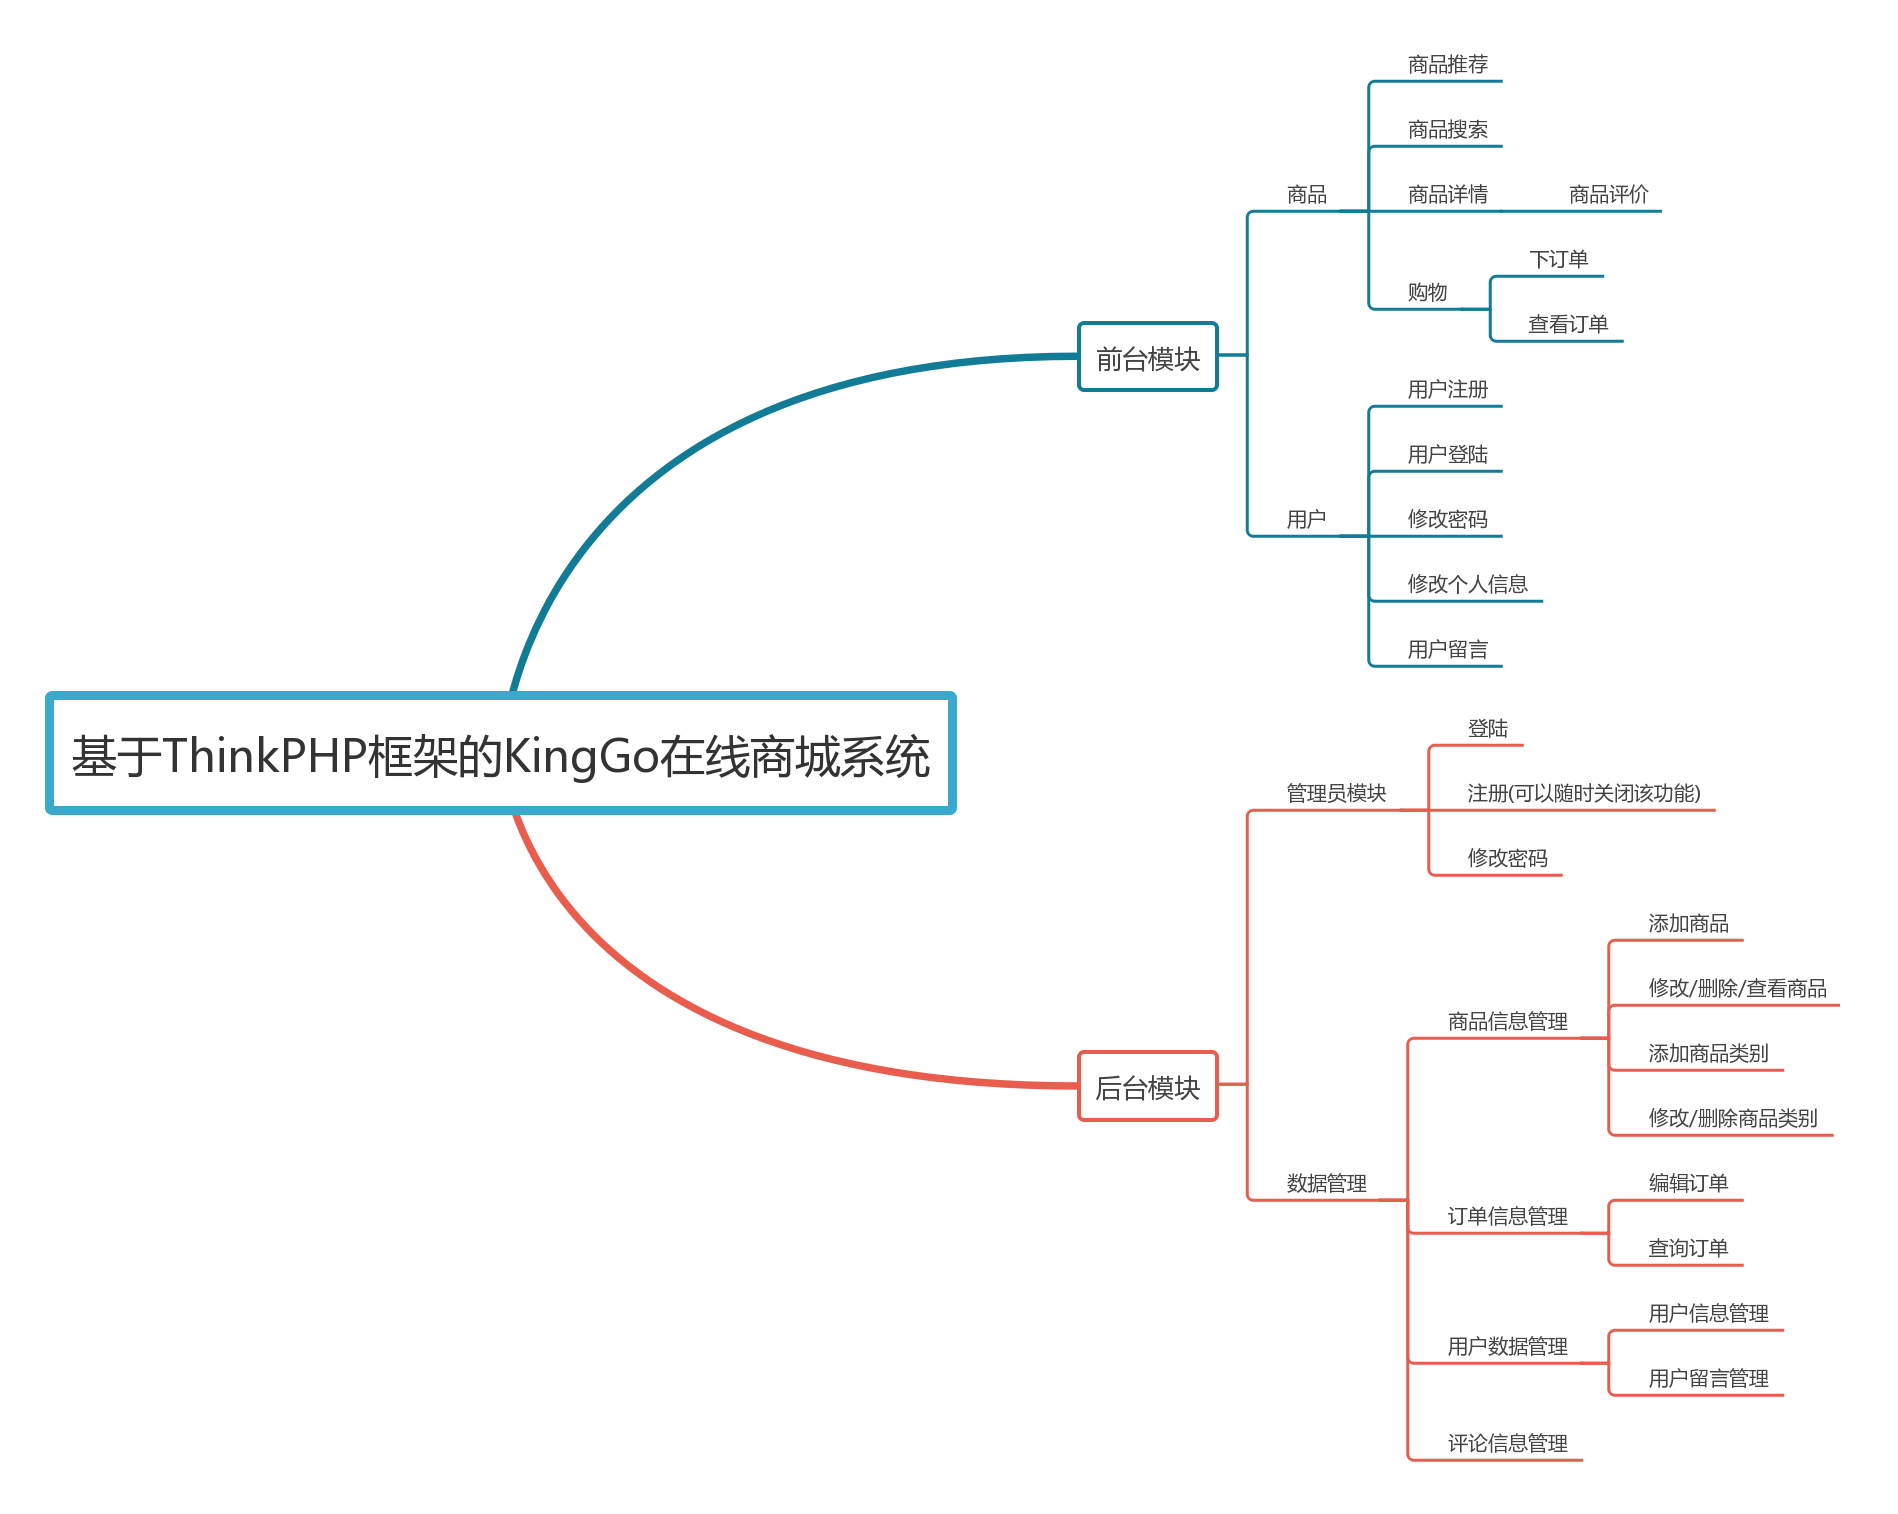 商品推荐
商品搜索
商品
商品详情
商品评价
下订单
购物
查看订单
前台模块
用户注册
用户登陆
用户
修改密码
修改个人信息
用户留言
基于ThinkPHP框架的KingGo在线商城系统
登陆
管理员模块
注册(可以随时关闭该功能)
修改密码
添加商品
修改/删除/查看商品
商品信息管理
添加商品类别
后台模块
修改/删除商品类别
数据管理
编辑订单
订单信息管理
查询订单
用户信息管理
用户数据管理
用户留言管理
评论信息管理